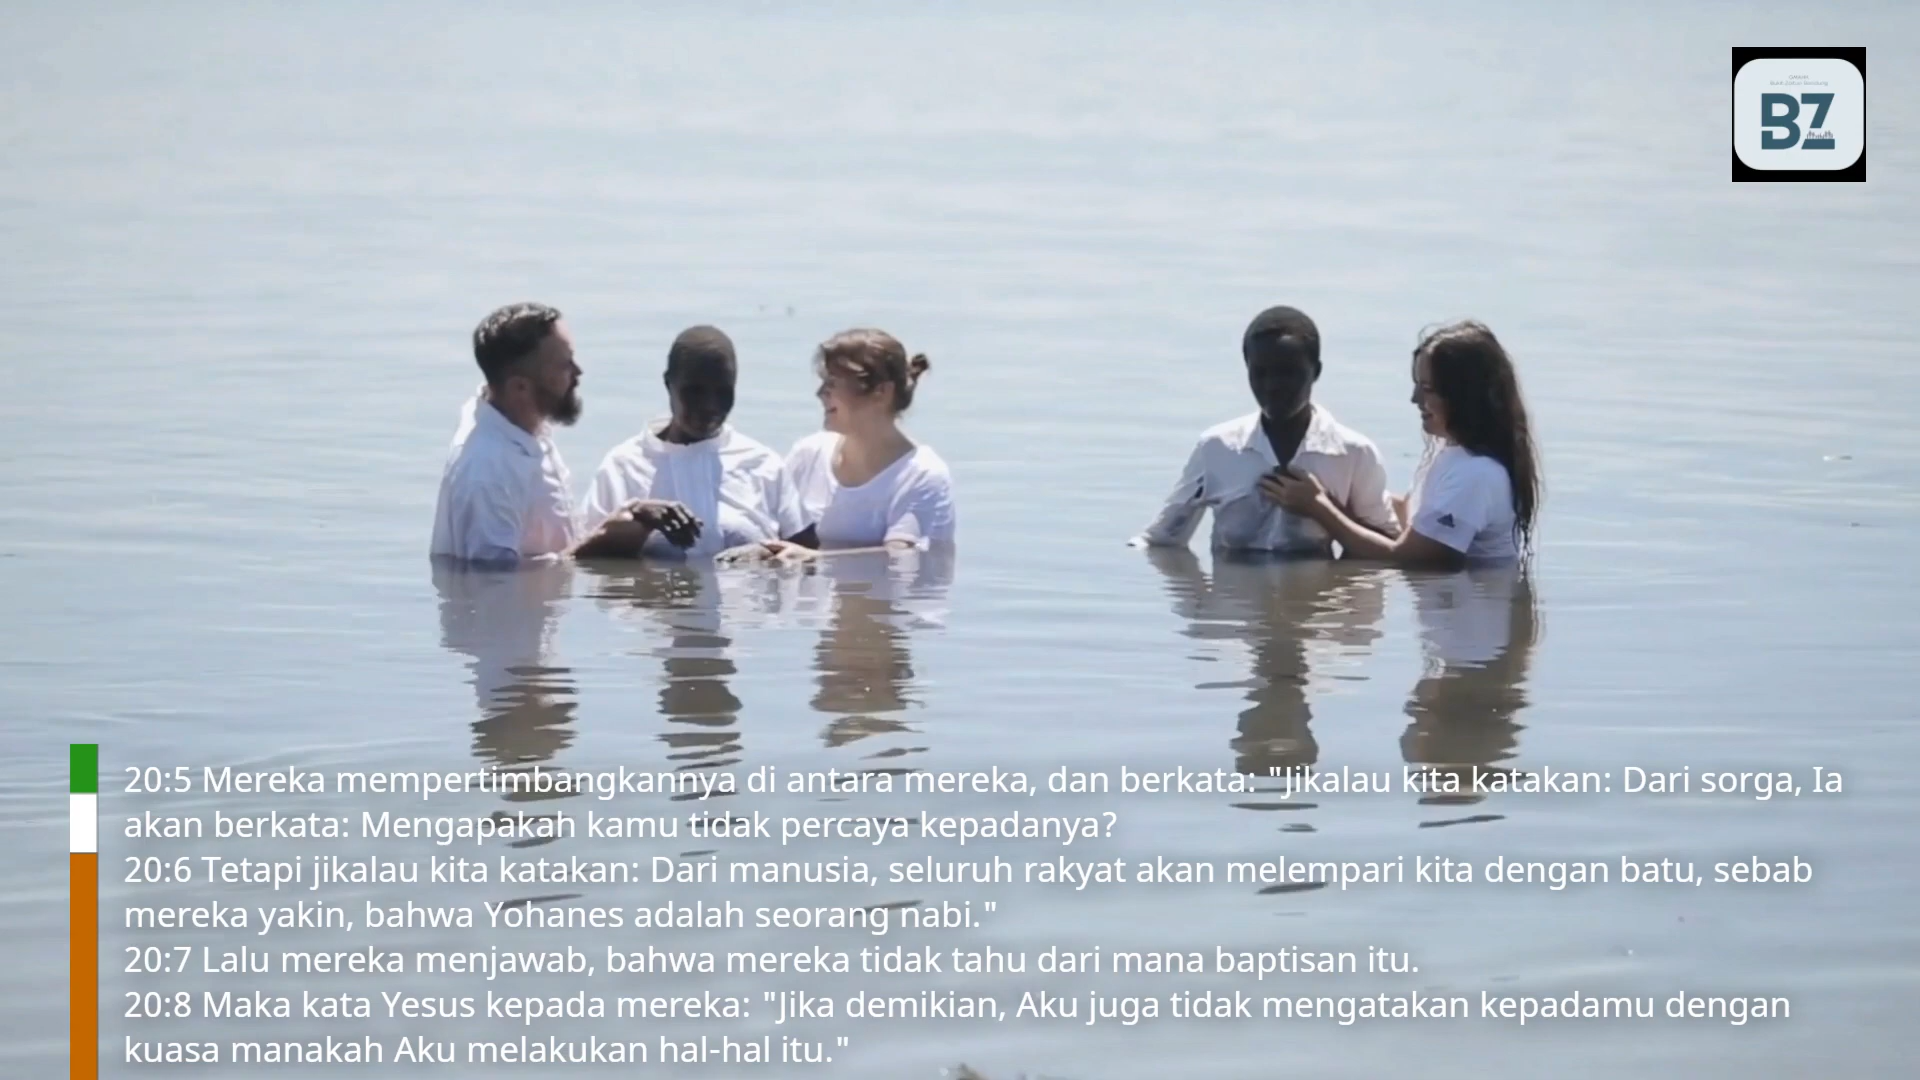 BZ
20:5 Mereka mempertimbangkannya di antara mereka, dan berkata: "Jikalau kita katakan: Dari sorga, Ia
akan berkata: Mengapakah kamu tidak percaya kepadanya?
20:6 Tetapi jikalau kita katakan: Dari manusia, seluruh rakyat akan melempari kita dengan batu, sebab
mereka yakin, bahwa Yohanes adalah seorang nabi."
20:7 Lalu mereka menjawab, bahwa mereka tidak tahu dari mana baptisan itu.
20:8 Maka kata Yesus kepada mereka: "Jika demikian, Aku juga tidak mengatakan kepadamu dengan
kuasa manakah Aku melakukan hal-hal itu."